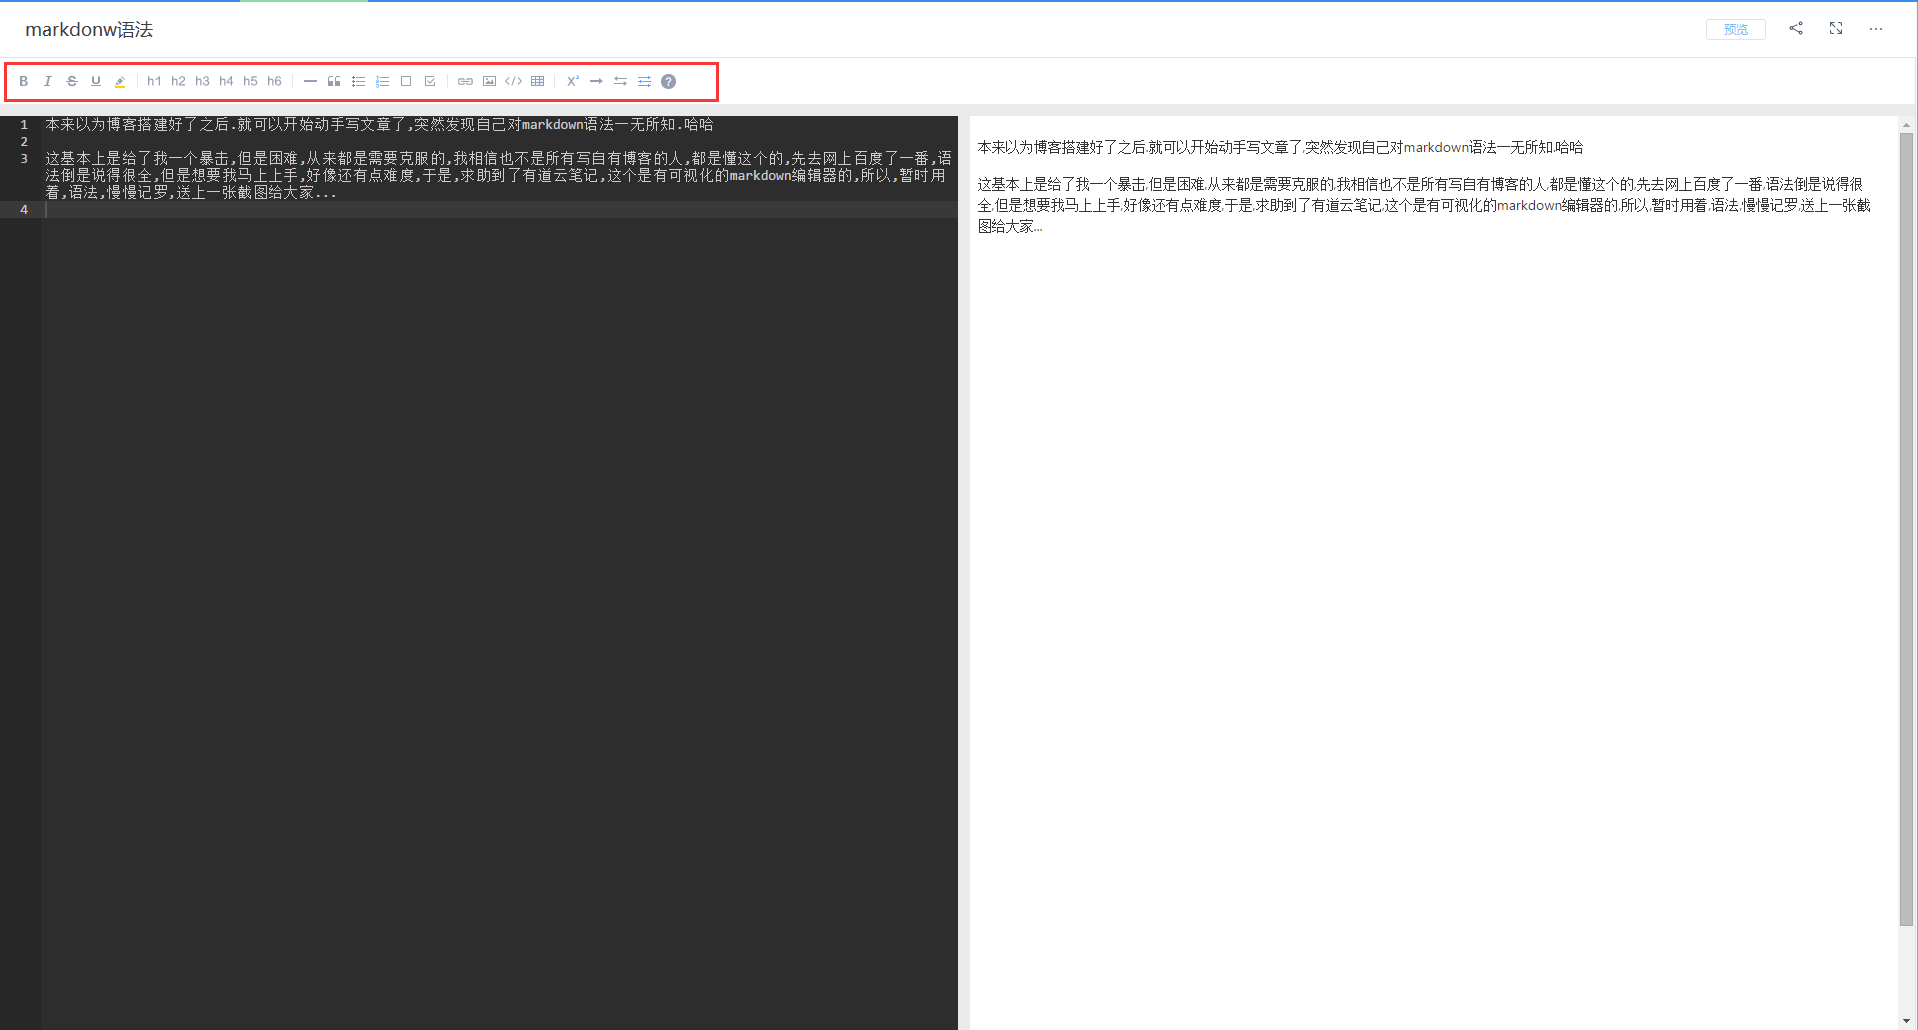 markdonw语法
预览
B I S U h1 h2 h3 h4 h5 h6 </> X² ?
1 本来以为博客搭建好了之后.就可以开始动手写文章了,突然发现自己对markdown语法一无所知.哈哈
2
3 这基本上是给了我一个暴击,但是困难,从来都是需要克服的,我相信也不是所有写自有博客的人,都是懂这个的,先去网上百度了一番,语
法倒是说得很全,但是想要我马上上手,好像还有点难度,于是,求助到了有道云笔记,这个是有可视化的markdown编辑器的,所以,暂时用
着,语法,慢慢记罗,送上一张截图给大家...
4
本来以为博客搭建好了之后.就可以开始动手写文章了,突然发现自己对markdown语法一无所知.哈哈
这基本上是给了我一个暴击,但是困难,从来都是需要克服的,我相信也不是所有写自有博客的人,都是懂这个的,先去网上百度了一番,语法倒是说得很
全,但是想要我马上上手,好像还有点难度,于是,求助到了有道云笔记,这个是有可视化的markdown编辑器的,所以,暂时用着,语法,慢慢记罗,送上一张截
图给大家...